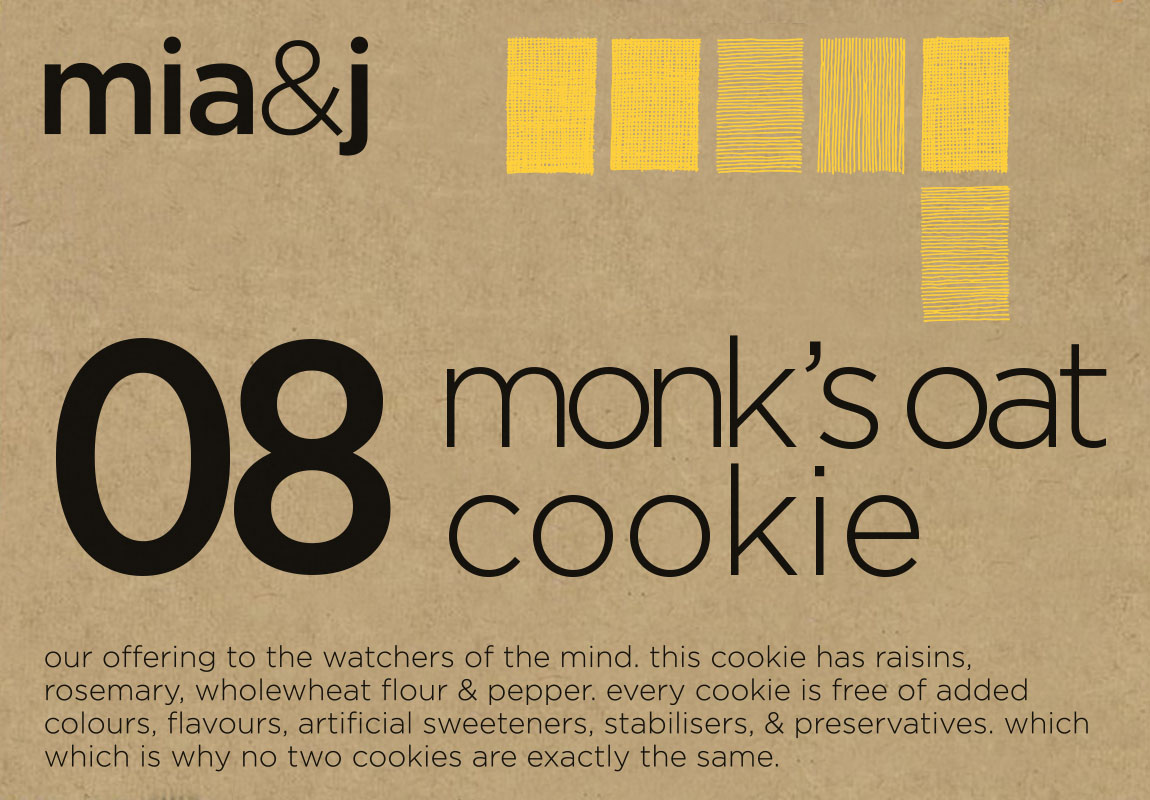 mia&j
08
monk's oat
cookie
our offering to the watchers of the mind. this cookie has raisins,
rosemary, wholewheat flour & pepper. every cookie is free of added
colours, flavours, artificial sweeteners, stabilisers, & preservatives. which
which is why no two cookies are exactly the same.